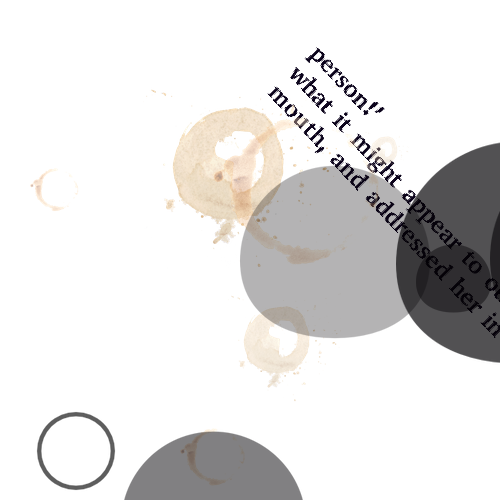 person!"
what it might appear to
mouth, and addressed her in